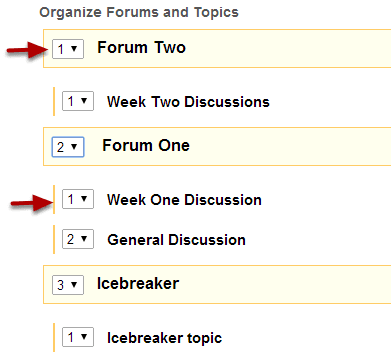 Organize Forums and Topics
1 Forum Two
1 Week Two Discussions
2 Forum One
1 Week One Discussion
2 General Discussion
3 Icebreaker
1 Icebreaker topic